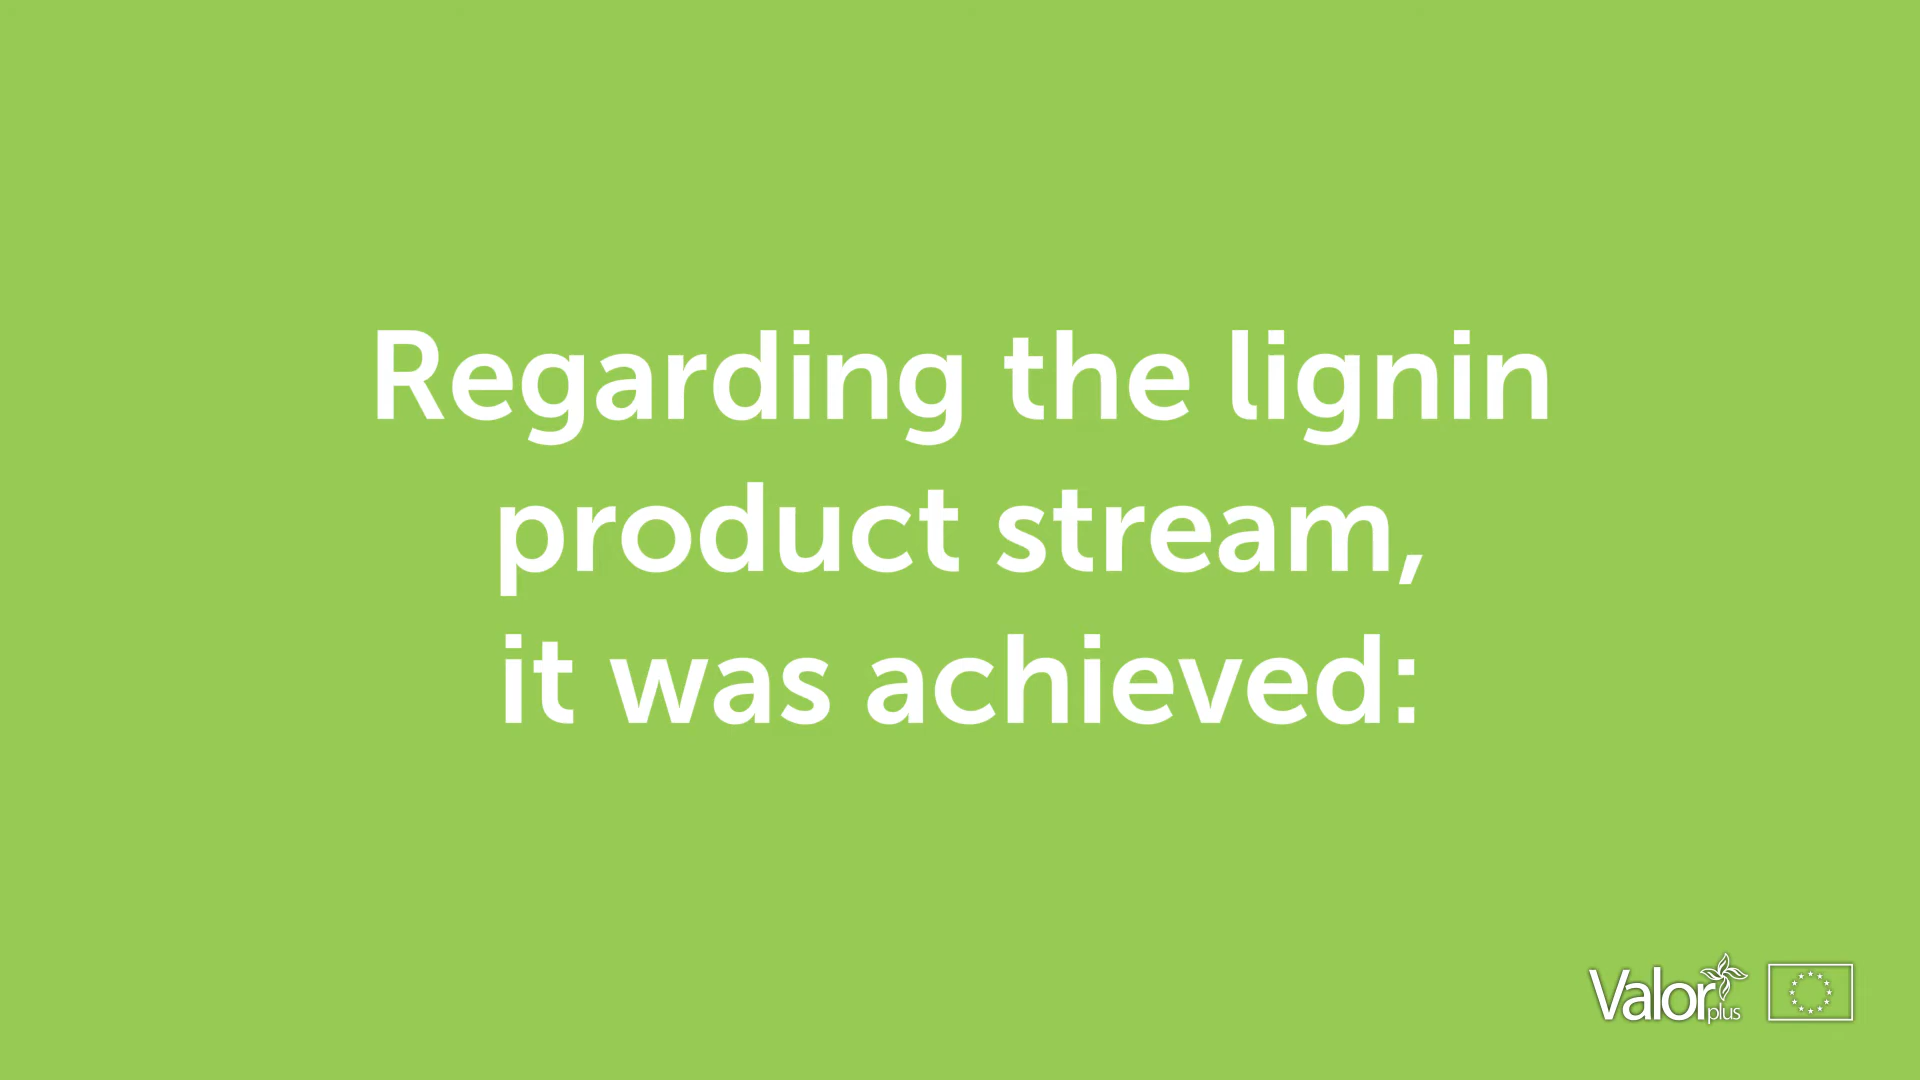 Regarding the lignin
product stream,
it was achieved:
Valor
plus